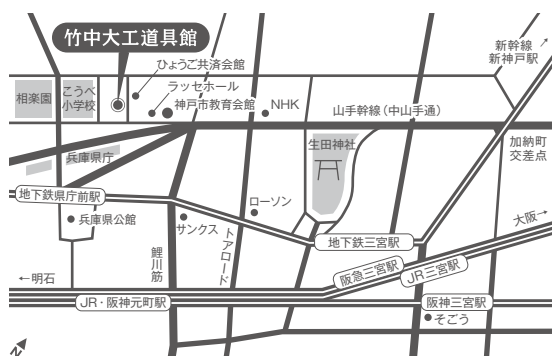 竹中大工道具館
新幹線
新神戸駅
↗
ひょうご共済会館
ラッセホール
神戸市教育会館
NHK
相楽園
こうべ
小学校
山手幹線（中山手通）
生田神社
加納町
交差点
兵庫県庁
地下鉄県庁前駅
ローソン
兵庫県公館
サンクス
トアロード
鯉川筋
大阪→
地下鉄三宮駅
阪急三宮駅
JR三宮駅
←明石
JR・阪神元町駅
阪神三宮駅
そごう
N